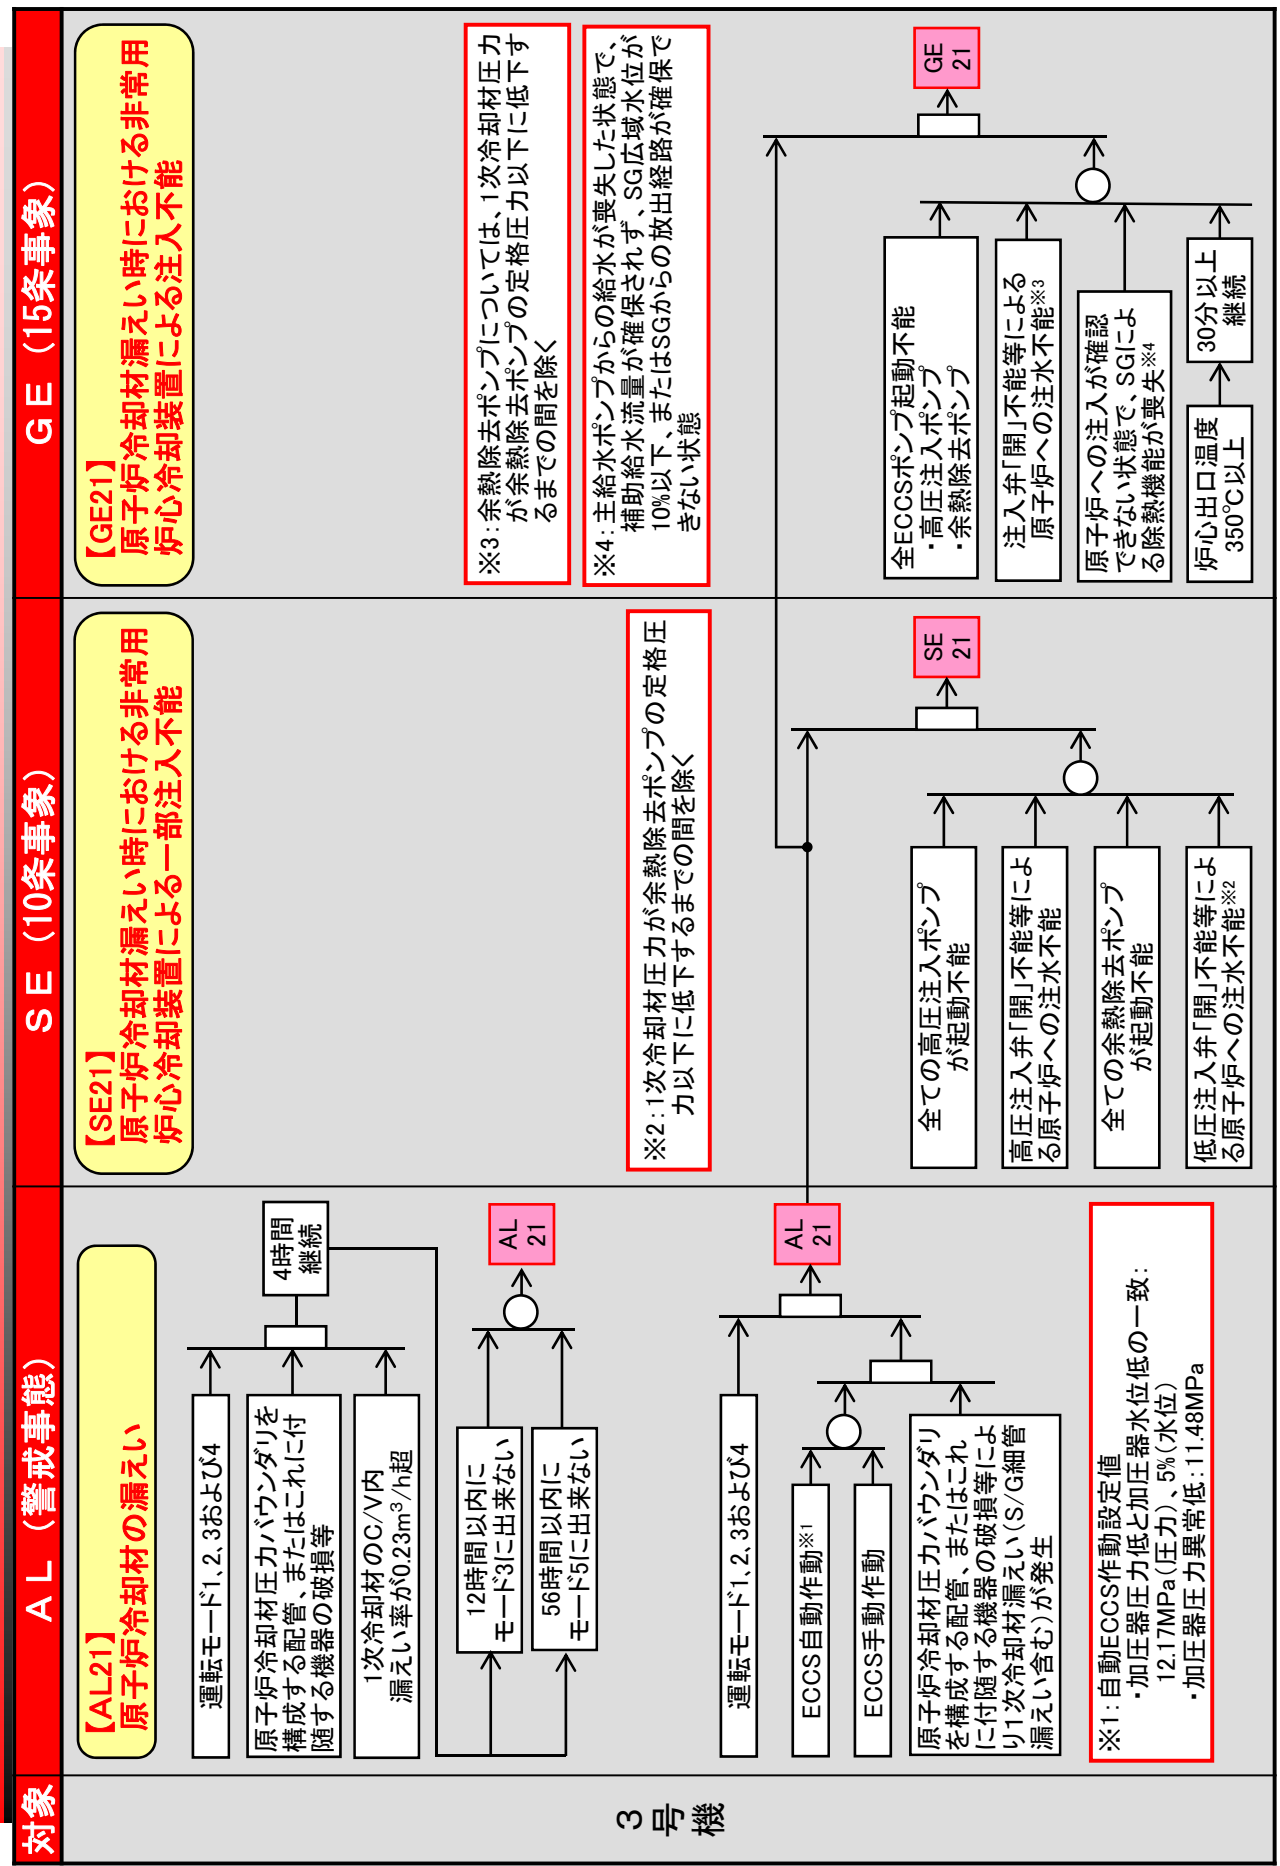 対象
ＡＬ（警戒事態）
ＳＥ（10条事象）
ＧＥ（15条事象）
3号機
【AL21】
原子炉冷却材の漏えい
運転モード1、2、3および4
原子炉冷却材圧力バウンダリを
構成する配管、またはこれに付
随する機器の破損等
1次冷却材のC/V内
漏えい率が0.23m³/h超
4時間
継続
12時間以内に
モード3に出来ない
56時間以内に
モード5に出来ない
AL
21
運転モード1、2、3および4
ECCS自動作動※1
ECCS手動作動
原子炉冷却材圧力バウンダリ
を構成する配管、またはこれ
に付随する機器の破損等によ
り1次冷却材漏えい（S/G細管
漏えい含む）が発生
AL
21
※1：自動ECCS作動設定値
・加圧器圧力低と加圧器水位低の一致：
12.17MPa（圧力）、5%（水位）
・加圧器圧力異常低：11.48MPa
【SE21】
原子炉冷却材漏えい時における非常用
炉心冷却装置による一部注入不能
※2：1次冷却材圧力が余熱除去ポンプの定格圧
力以下に低下するまでの間を除く
全ての高圧注入ポンプ
が起動不能
高圧注入弁「開」不能等によ
る原子炉への注水不能
全ての余熱除去ポンプ
が起動不能
低圧注入弁「開」不能等によ
る原子炉への注水不能※2
SE
21
【GE21】
原子炉冷却材漏えい時における非常用
炉心冷却装置による注入不能
※3：余熱除去ポンプについては、1次冷却材圧力
が余熱除去ポンプの定格圧力以下に低下す
るまでの間を除く
※4：主給水ポンプからの給水が喪失した状態で、
補助給水流量が確保されず、SG広域水位が
10%以下、またはSGからの放出経路が確保で
きない状態
全ECCSポンプ起動不能
・高圧注入ポンプ
・余熱除去ポンプ
注入弁「開」不能等による
原子炉への注水不能※3
原子炉への注入が確認
できない状態で、SGによ
る除熱機能が喪失※4
炉心出口温度
350℃以上
30分以上
継続
GE
21